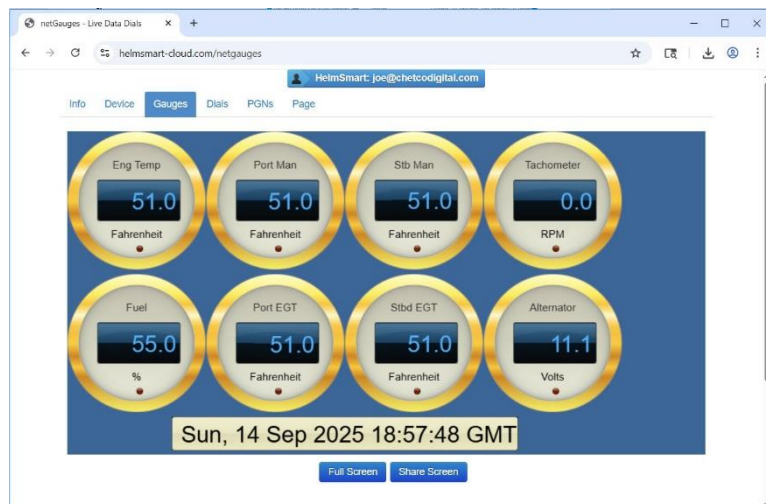 netGauges - Live Data Dials
helmsmart-cloud.com/netgauges
HelmSmart: joe@chetcodigital.com
Info Device Gauges Dials PGNs Page
Eng Temp Port Man Stb Man Tachometer
51.0 51.0 51.0 0.0
Fahrenheit Fahrenheit Fahrenheit RPM
Fuel Port EGT Stbd EGT Alternator
55.0 51.0 51.0 11.1
% Fahrenheit Fahrenheit Volts
Sun, 14 Sep 2025 18:57:48 GMT
Full Screen Share Screen